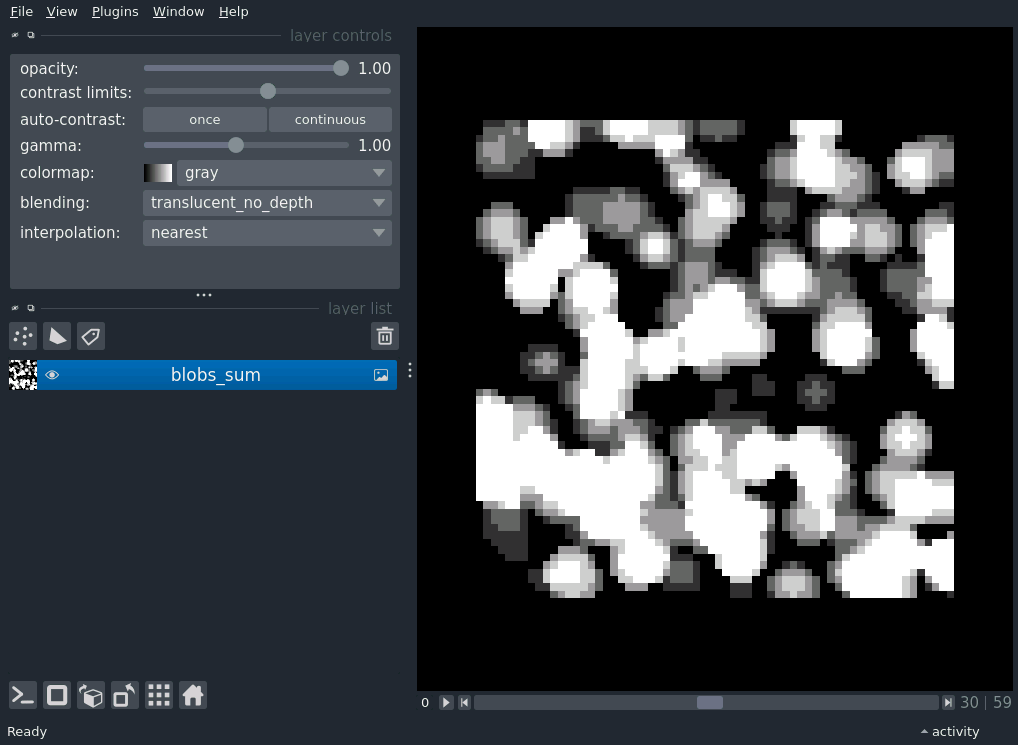 File View Plugins Window Help
layer controls
opacity: 1.00
contrast limits:
auto-contrast: once continuous
gamma: 1.00
colormap: gray
blending: translucent_no_depth
interpolation: nearest
layer list
blobs_sum
0 30 | 59
Ready activity